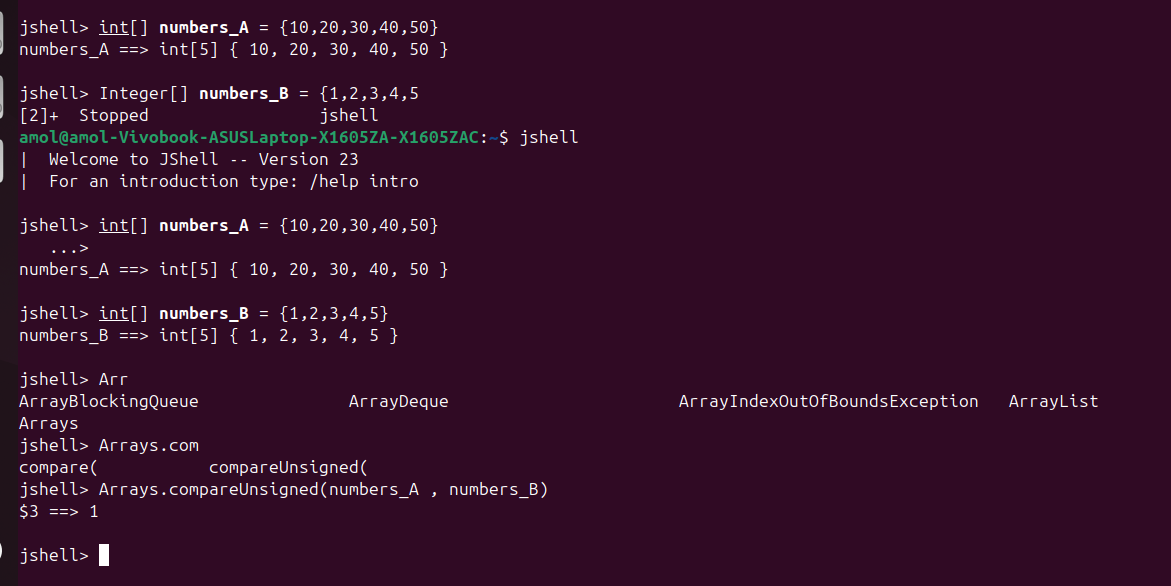 jshell> int[] numbers_A = {10,20,30,40,50}
numbers_A ==> int[5] { 10, 20, 30, 40, 50 }
jshell> Integer[] numbers_B = {1,2,3,4,5
[2]+  Stopped                 jshell
amol@amol-Vivobook-ASUSLaptop-X1605ZA-X1605ZAC:~$ jshell
|  Welcome to JShell -- Version 23
|  For an introduction type: /help intro
jshell> int[] numbers_A = {10,20,30,40,50}
   ...>
numbers_A ==> int[5] { 10, 20, 30, 40, 50 }
jshell> int[] numbers_B = {1,2,3,4,5}
numbers_B ==> int[5] { 1, 2, 3, 4, 5 }
jshell> Arr
ArrayBlockingQueue               ArrayDeque                       ArrayIndexOutOfBoundsException   ArrayList
Arrays
jshell> Arrays.com
compare(           compareUnsigned(
jshell> Arrays.compareUnsigned(numbers_A , numbers_B)
$3 ==> 1
jshell>